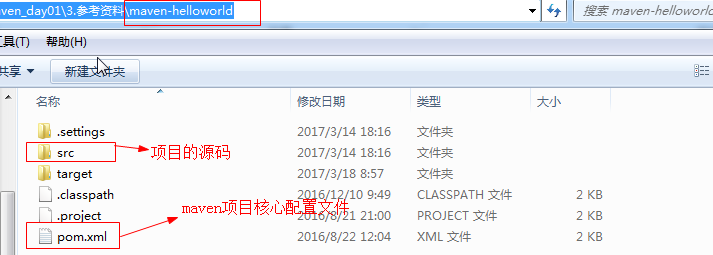 ven_day01\3.参考资料\maven-helloworld
搜索 maven-helloworld
工具(T) 帮助(H)
共享 新建文件夹
名称 修改日期 类型 大小
.settings 2017/3/14 18:16 文件夹
src 项目的源码 2017/3/14 18:16 文件夹
target 2017/3/18 8:57 文件夹
.classpath 2016/12/10 9:49 CLASSPATH 文件 2 KB
maven项目核心配置文件
.project 2016/8/21 21:00 PROJECT 文件 2 KB
pom.xml 2016/8/22 12:04 XML 文件 2 KB